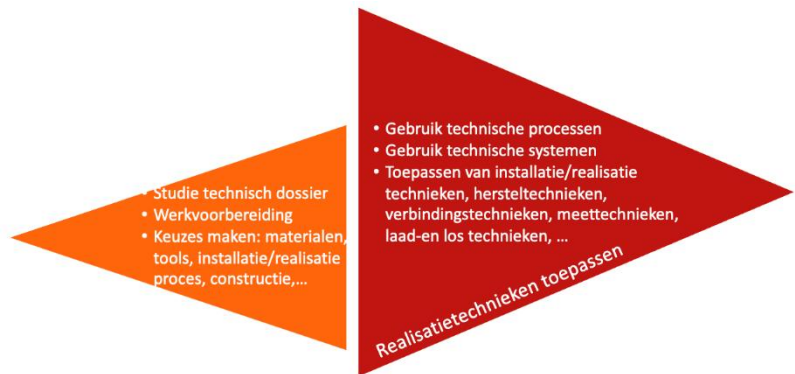 • Studie technisch dossier
• Werkvoorbereiding
• Keuzes maken: materialen,
tools, installatie/realisatie
proces, constructie,...
• Gebruik technische processen
• Gebruik technische systemen
• Toepassen van installatie/realisatie
technieken, hersteltechnieken,
verbindingstechnieken, meettechnieken,
laad-en los technieken, ...
Realisatietechnieken toepassen